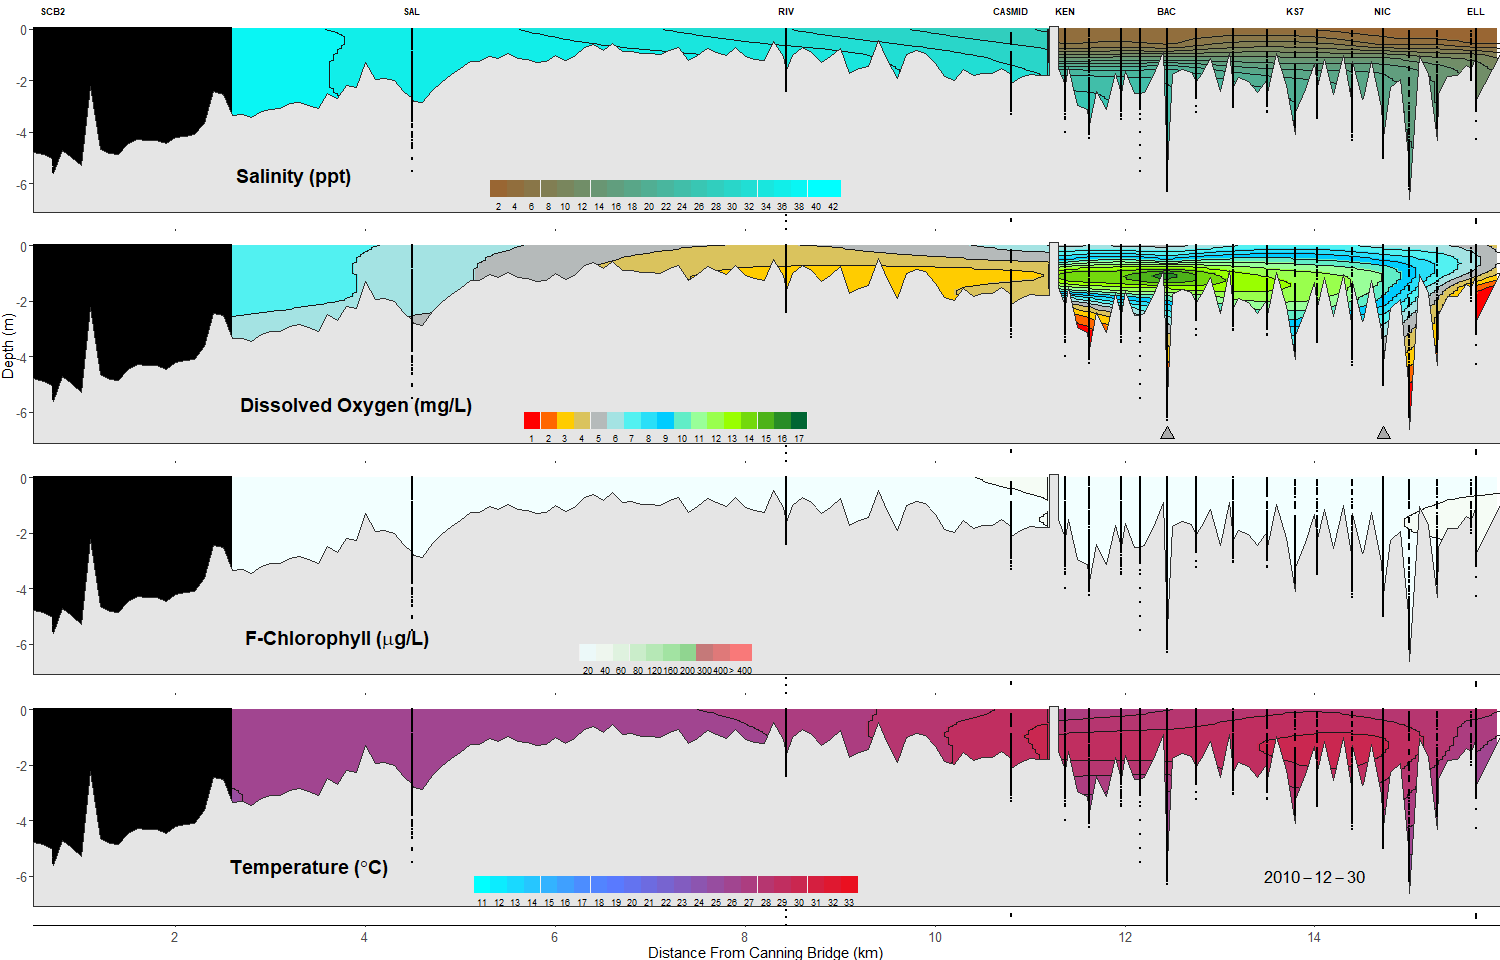 SCB2 SAL RIV CASMID KEN BAC KS7 NIC ELL
0
-2
-4
-6
Salinity (ppt)
2 4 6 8 10 12 14 16 18 20 22 24 26 28 30 32 34 36 38 40 42
0
-2
-4
-6
Depth (m)
Dissolved Oxygen (mg/L)
1 2 3 4 5 6 7 8 9 10 11 12 13 14 15 16 17
0
-2
-4
-6
F-Chlorophyll (µg/L)
20 40 60 80 120 160 200 300 400 > 400
0
-2
-4
-6
Temperature (°C)
2010 – 12 – 30
11 12 13 14 15 16 17 18 19 20 21 22 23 24 25 26 27 28 29 30 31 32 33
2 4 6 8 10 12 14
Distance From Canning Bridge (km)